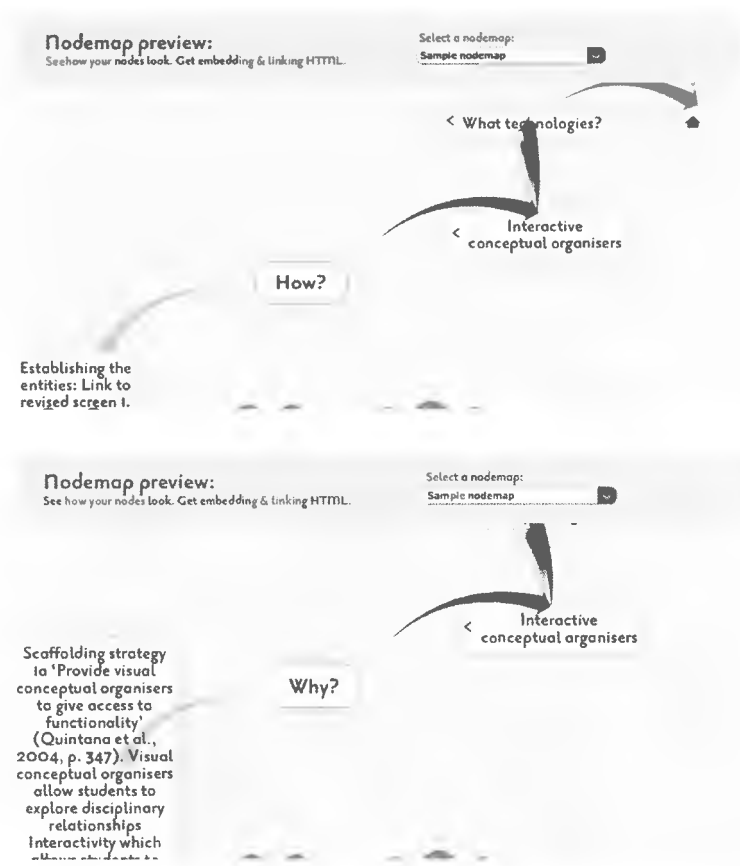 Nodemap preview:
Seehow your nodes look. Get embedding & linking HTML.
Select a nodemap:
Sample nodemap
< What technologies?
< Interactive
conceptual organisers
How?
Establishing the
entities: Link to
revised screen 1.
Nodemap preview:
See how your nodes look. Get embedding & linking HTML.
Select a nodemap:
Sample nodemap
< Interactive
conceptual organisers
Why?
Scaffolding strategy
1a ‘Provide visual
conceptual organisers
to give access to
functionality’
(Quintana et al.,
2004, p. 347). Visual
conceptual organisers
allow students to
explore disciplinary
relationships
Interactivity which